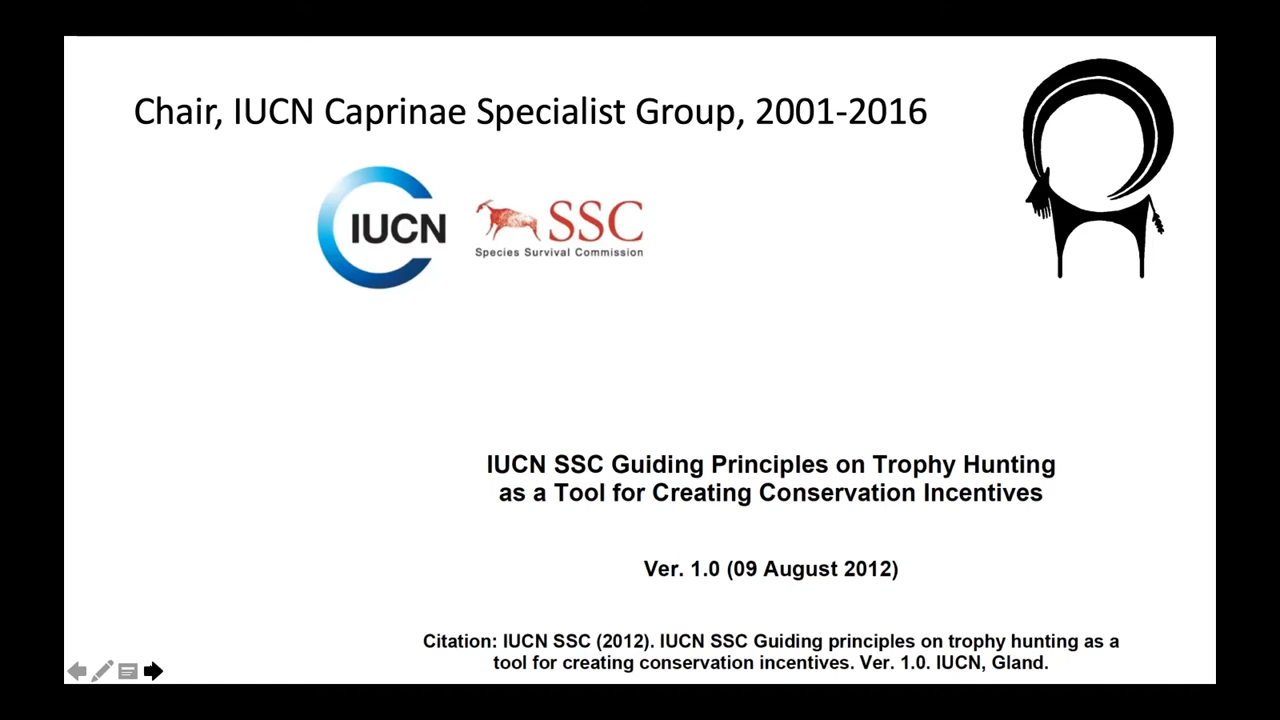 Chair, IUCN Caprinae Specialist Group, 2001-2016
IUCN
SSC
Species Survival Commission
IUCN SSC Guiding Principles on Trophy Hunting
as a Tool for Creating Conservation Incentives
Ver. 1.0 (09 August 2012)
Citation: IUCN SSC (2012). IUCN SSC Guiding principles on trophy hunting as a
tool for creating conservation incentives. Ver. 1.0. IUCN, Gland.